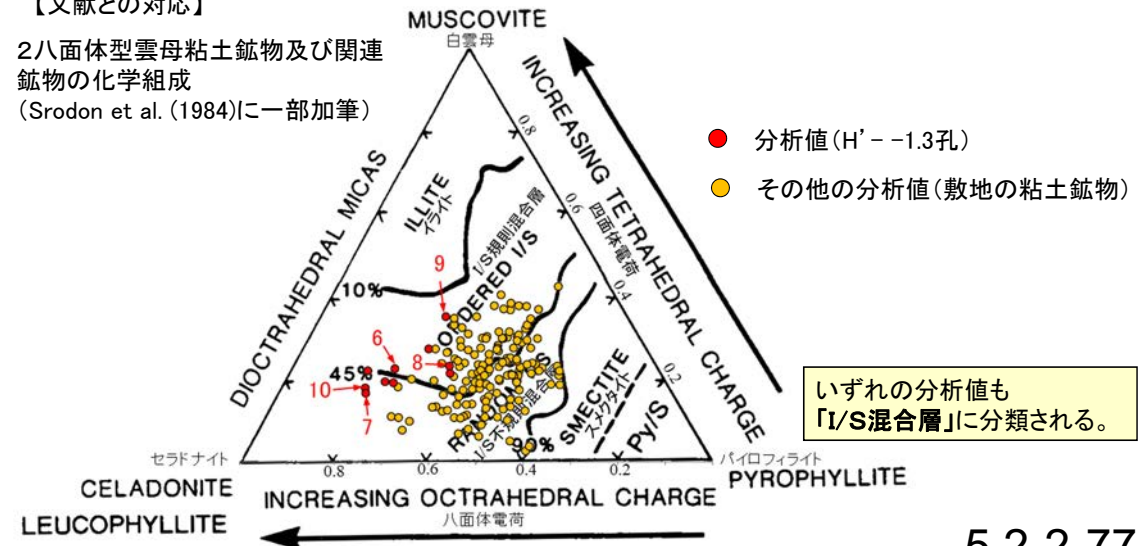 【文献との対応】
2八面体型雲母粘土鉱物及び関連
鉱物の化学組成
(Srodon et al. (1984)に一部加筆)
MUSCOVITE
白雲母
DIOCTRAHEDRAL MICAS
INCREASING TETRAHEDRAL CHARGE
四面体電荷
0.8
0.6
0.4
0.2
ILLITE
イライト
I/S規則混合層
ORDERED I/S
10%
45%
I/S不規則混合層
90%
SMECTITE
スメクタイト
Py/S
9
6
8
10
7
分析値(H'- -1.3孔)
その他の分析値(敷地の粘土鉱物)
いずれの分析値も
「I/S混合層」に分類される。
セラドナイト
CELADONITE
LEUCOPHYLLITE
0.8
0.6
0.4
0.2
INCREASING OCTRAHEDRAL CHARGE
八面体電荷
パイロフィライト
PYROPHYLLITE